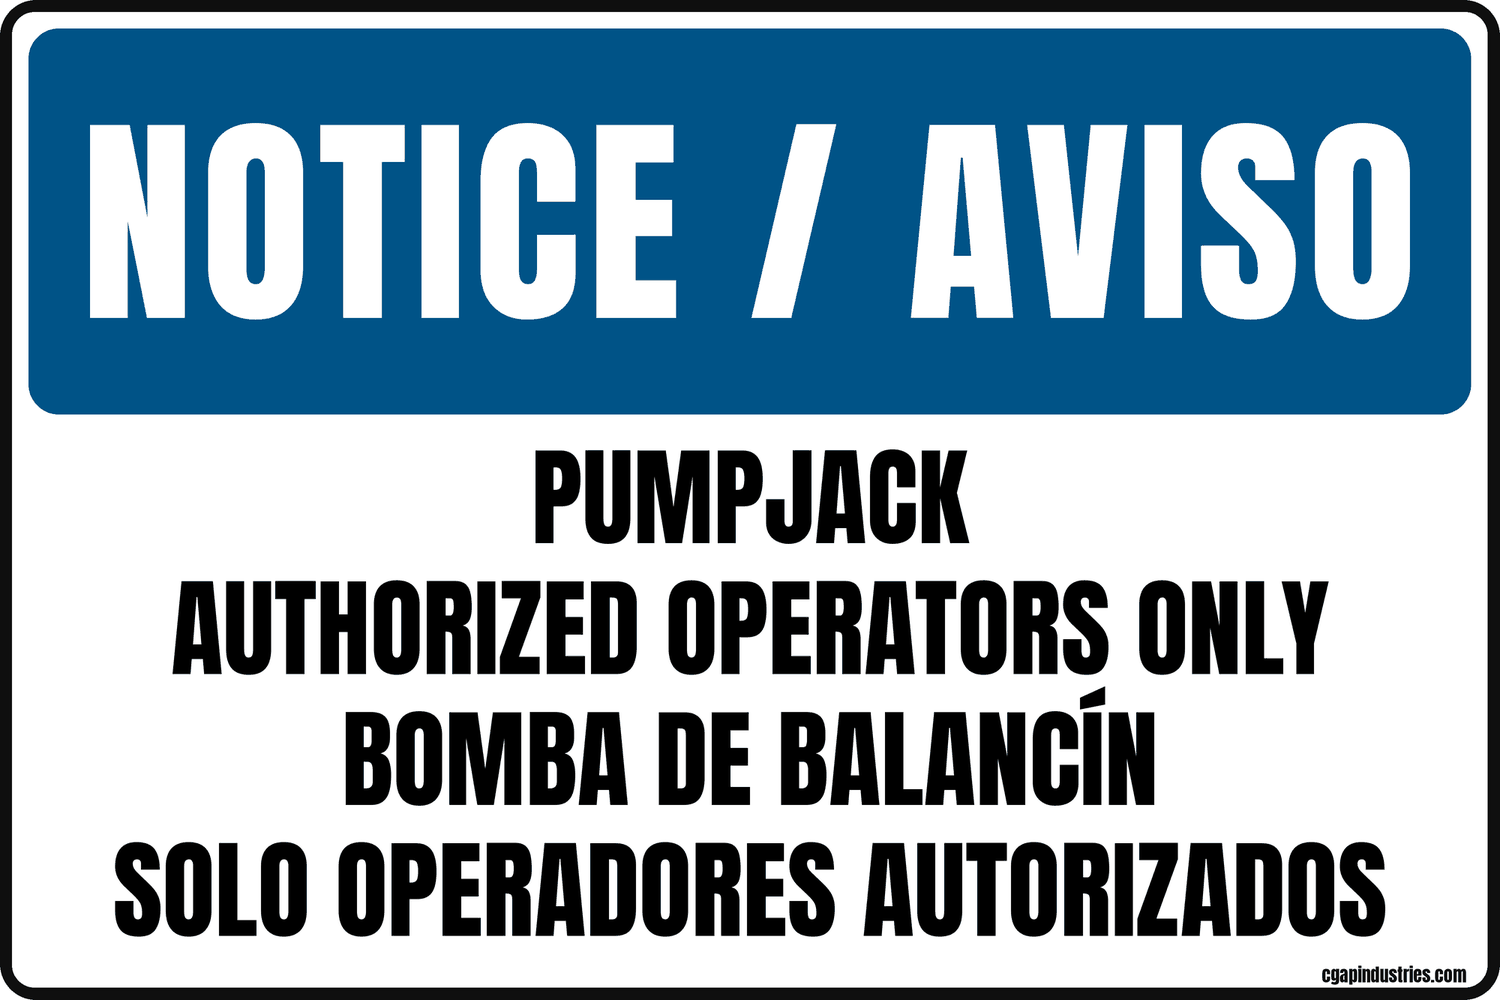 NOTICE / AVISO
PUMPJACK
AUTHORIZED OPERATORS ONLY
BOMBA DE BALANCÍN
SOLO OPERADORES AUTORIZADOS
cgapindustries.com